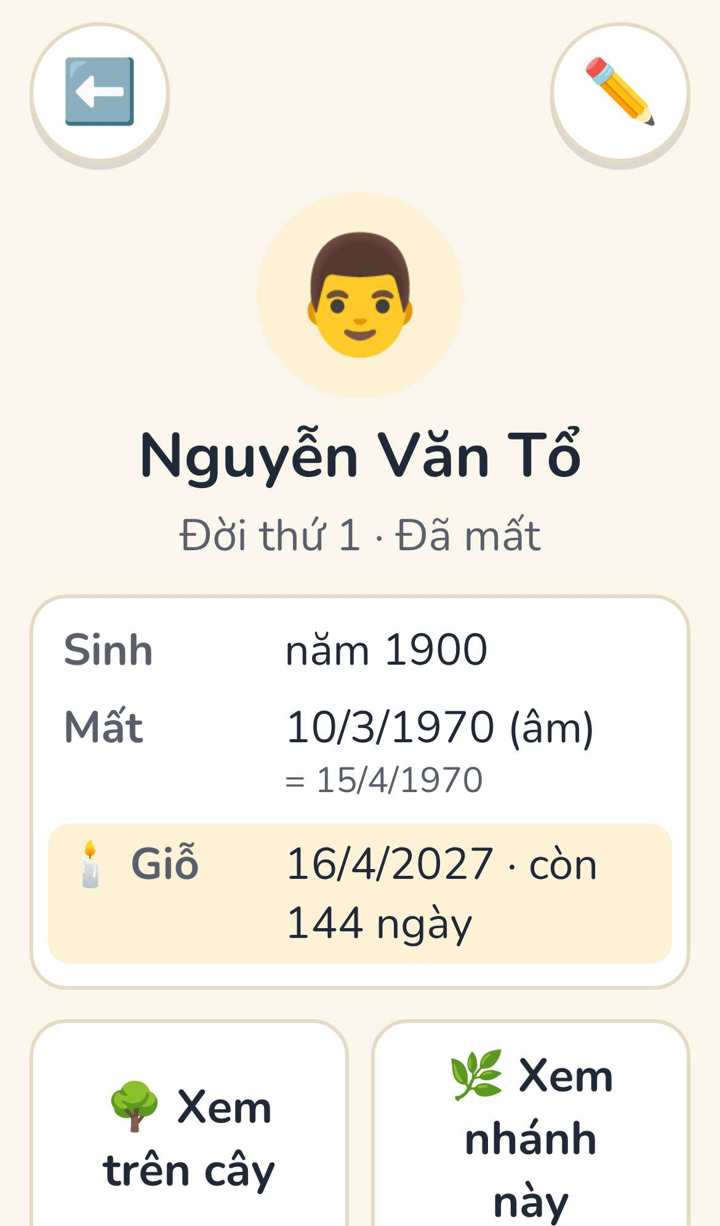 Nguyễn Văn Tổ
Đời thứ 1 · Đã mất
Sinh năm 1900
Mất 10/3/1970 (âm)
= 15/4/1970
Giỗ 16/4/2027 · còn
144 ngày
Xem
trên cây
Xem
nhánh
này